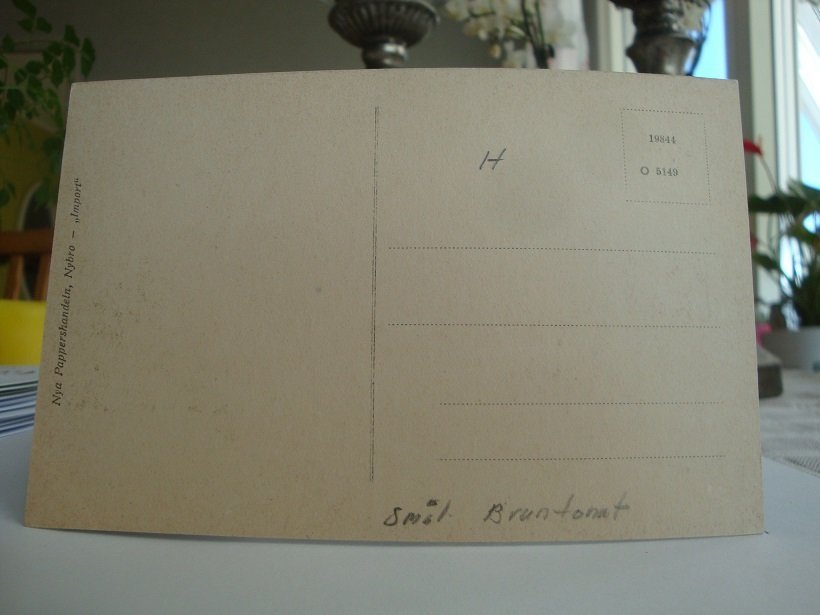 19844
O 5149
H
Nya Pappershandeln, Nybro – „Import“
Smål. Bruntonat